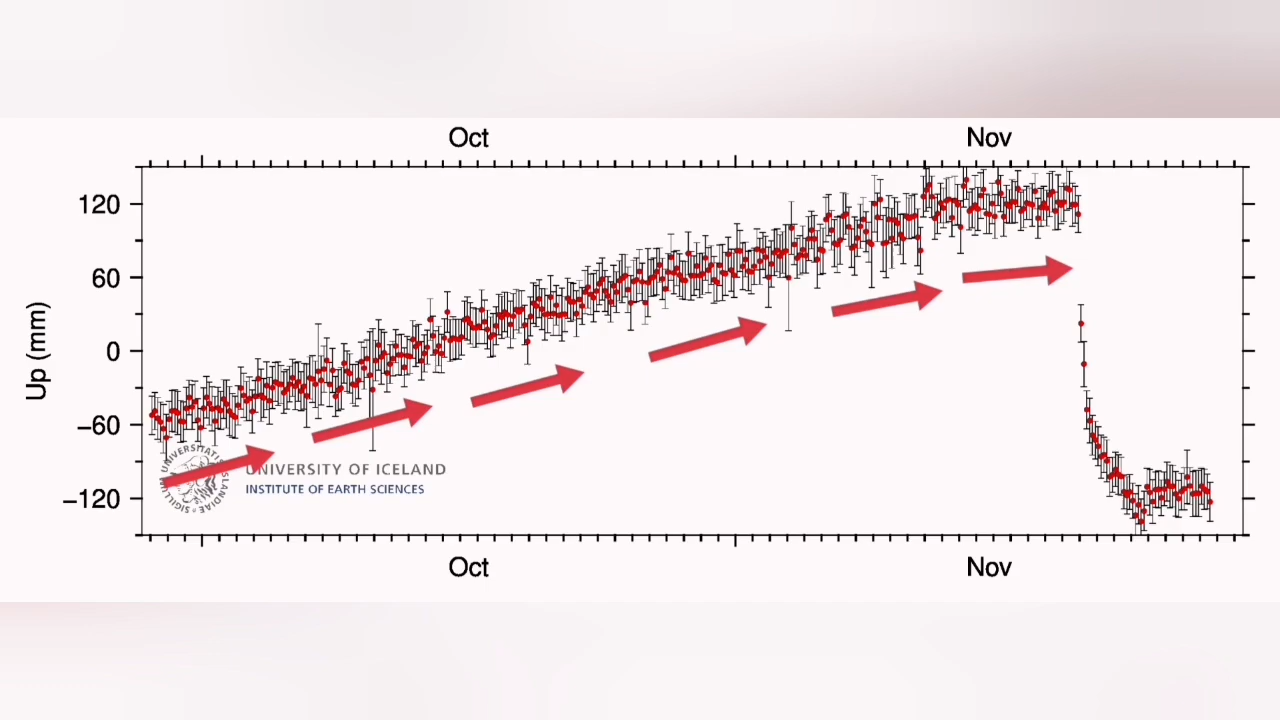 Oct Nov
120
60
0
−60
−120
Up (mm)
UNIVERSITY OF ICELAND
INSTITUTE OF EARTH SCIENCES
Oct Nov